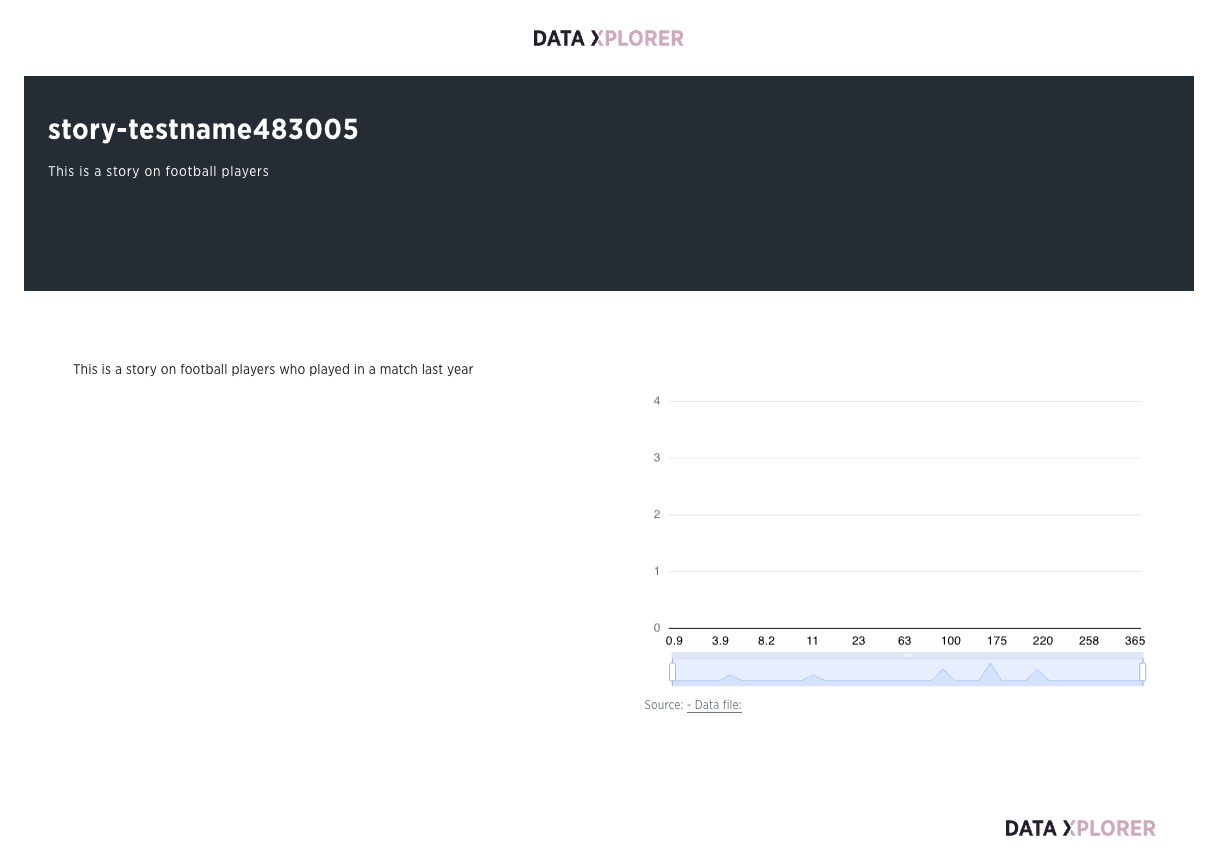 DATA XPLORER
story-testname483005
This is a story on football players
This is a story on football players who played in a match last year
4
3
2
1
0
0.9 3.9 8.2 11 23 63 100 175 220 258 365
Source: - Data file:
DATA XPLORER